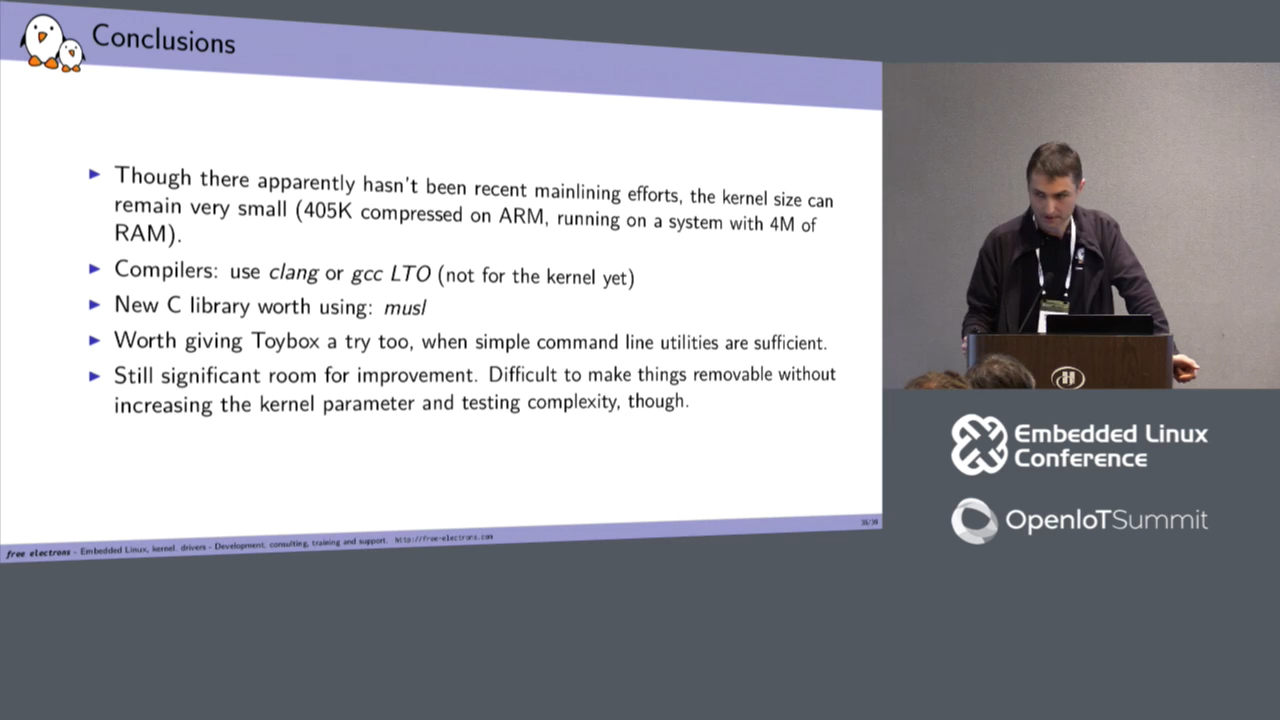 Conclusions
▶ Though there apparently hasn't been recent mainlining efforts, the kernel size can
remain very small (405K compressed on ARM, running on a system with 4M of
RAM).
▶ Compilers: use clang or gcc LTO (not for the kernel yet)
▶ New C library worth using: musl
▶ Worth giving Toybox a try too, when simple command line utilities are sufficient.
▶ Still significant room for improvement. Difficult to make things removable without
increasing the kernel parameter and testing complexity, though.
free electrons - Embedded Linux, kernel, drivers - Development, consulting, training and support. http://free-electrons.com
H
Embedded Linux
Conference
OpenIoTSummit